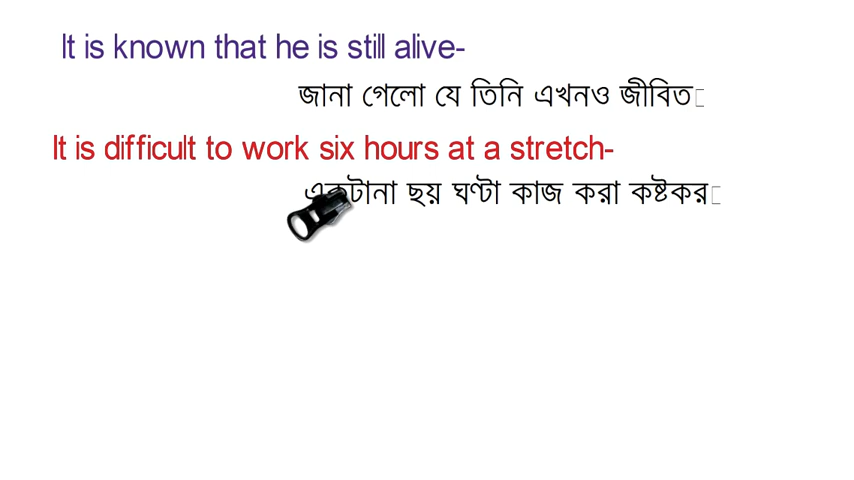 It is known that he is still alive-
জানা গেলো যে তিনি এখনও জীবিত
It is difficult to work six hours at a stretch-
একটানা ছয় ঘণ্টা কাজ করা কষ্টকর